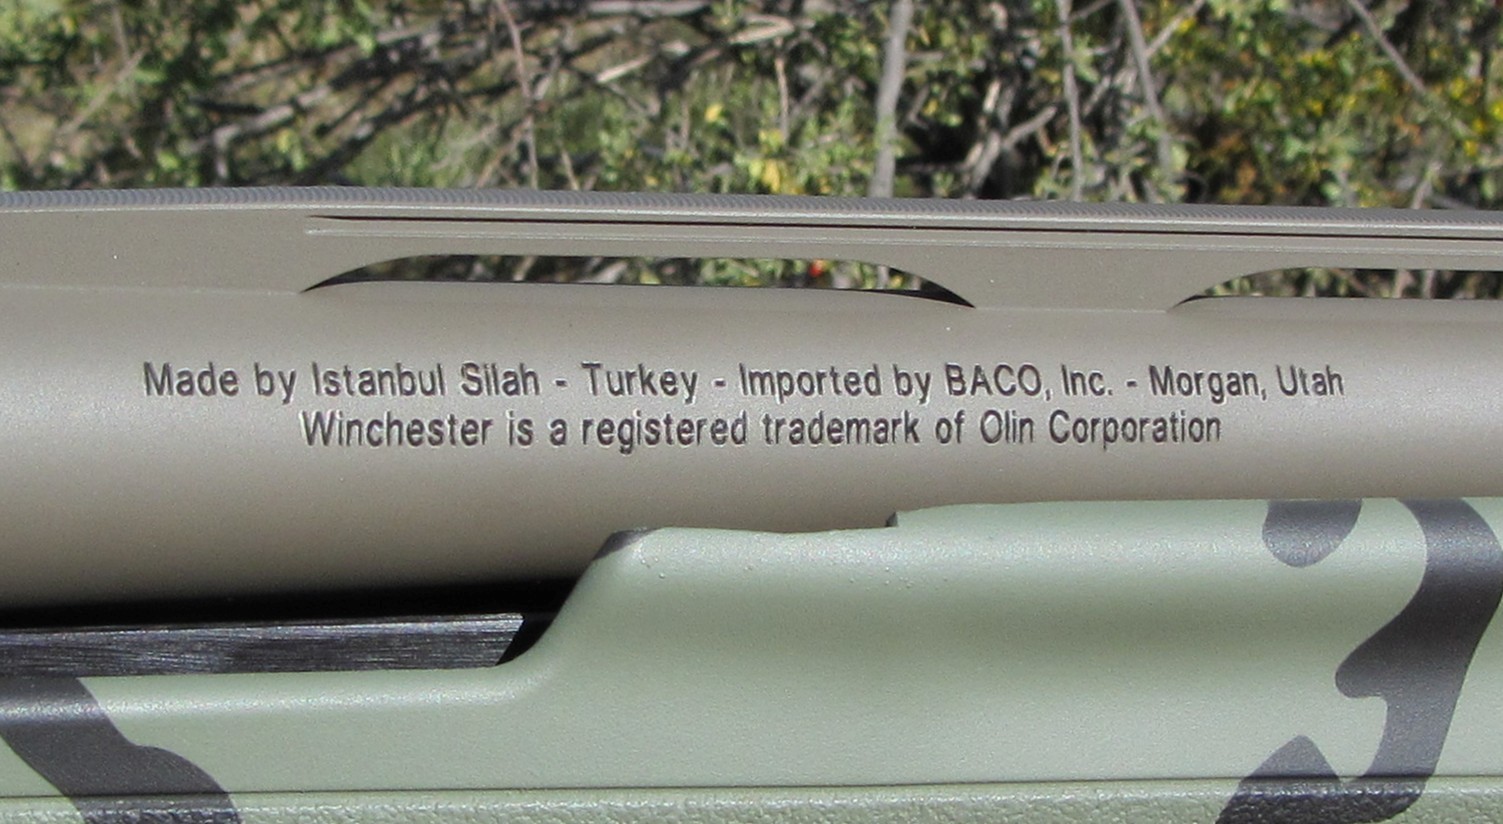 Made by Istanbul Silah - Turkey - Imported by BACO, Inc. - Morgan, Utah
Winchester is a registered trademark of Olin Corporation